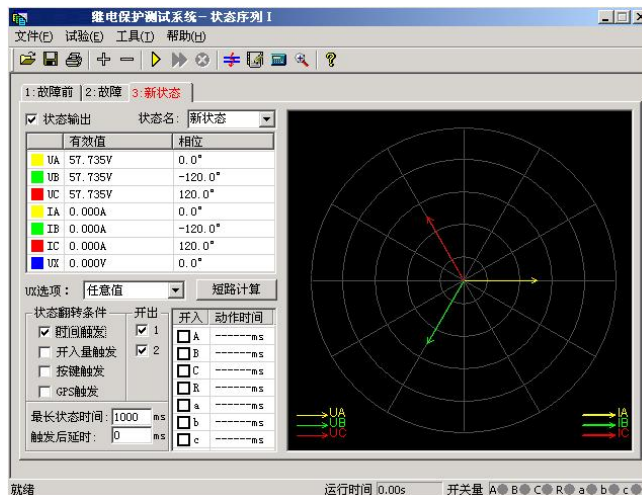 继电保护测试系统-状态序列 I
文件(F) 试验(E) 工具(T) 帮助(H)
1:故障前 2:故障 3:新状态
状态输出 状态名: 新状态
有效值 相位
UA 57.735V 0.0°
UB 57.735V -120.0°
UC 57.735V 120.0°
IA 0.000A 0.0°
IB 0.000A -120.0°
IC 0.000A 120.0°
UX 0.000V 0.0°
UX选项: 任意值 短路计算
状态翻转条件 开出 开入 动作时间
时间触发 1 A ------ms
开入量触发 2 B ------ms
按键触发 C ------ms
GPS触发 R ------ms
a ------ms
最长状态时间: 1000 ms b ------ms
触发后延时: 0 ms c ------ms
UA IA
UB IB
UC IC
就绪 运行时间 0.00s 开关量 A B C R a b c